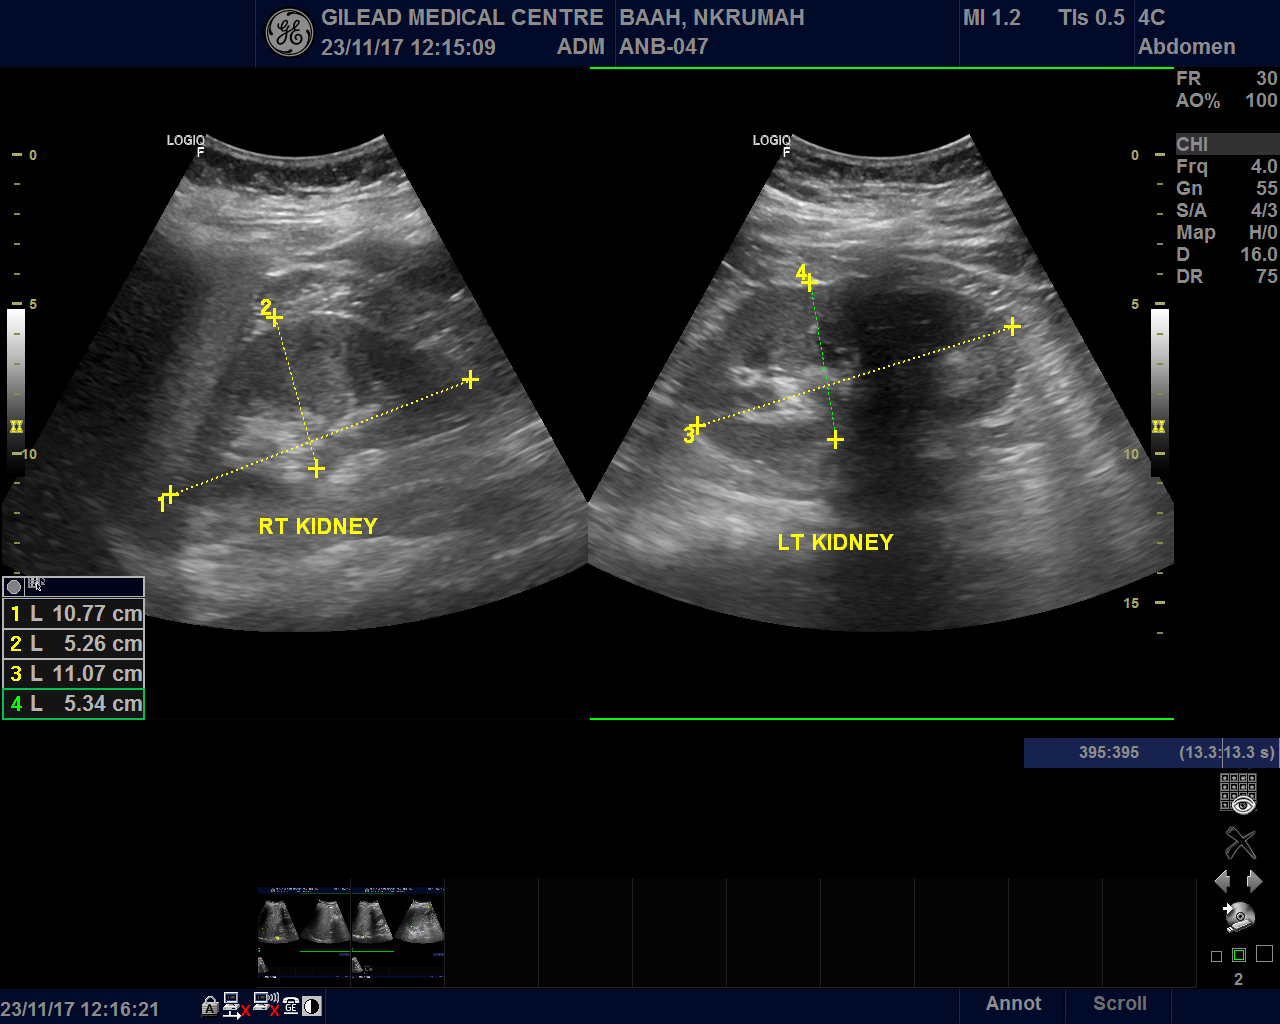 GILEAD MEDICAL CENTRE
23/11/17 12:15:09 ADM
BAAH, NKRUMAH
ANB-047
MI 1.2 TIs 0.5
4C
Abdomen
FR 30
AO% 100
CHI
Frq 4.0
Gn 55
S/A 4/3
Map H/0
D 16.0
DR 75
LOGIQ
F
0
5
10
2
1
RT KIDNEY
LOGIQ
F
0
5
10
15
4
3
LT KIDNEY
1 L 10.77 cm
2 L 5.26 cm
3 L 11.07 cm
4 L 5.34 cm
395:395 (13.3:13.3 s)
2
23/11/17 12:16:21
Annot
Scroll